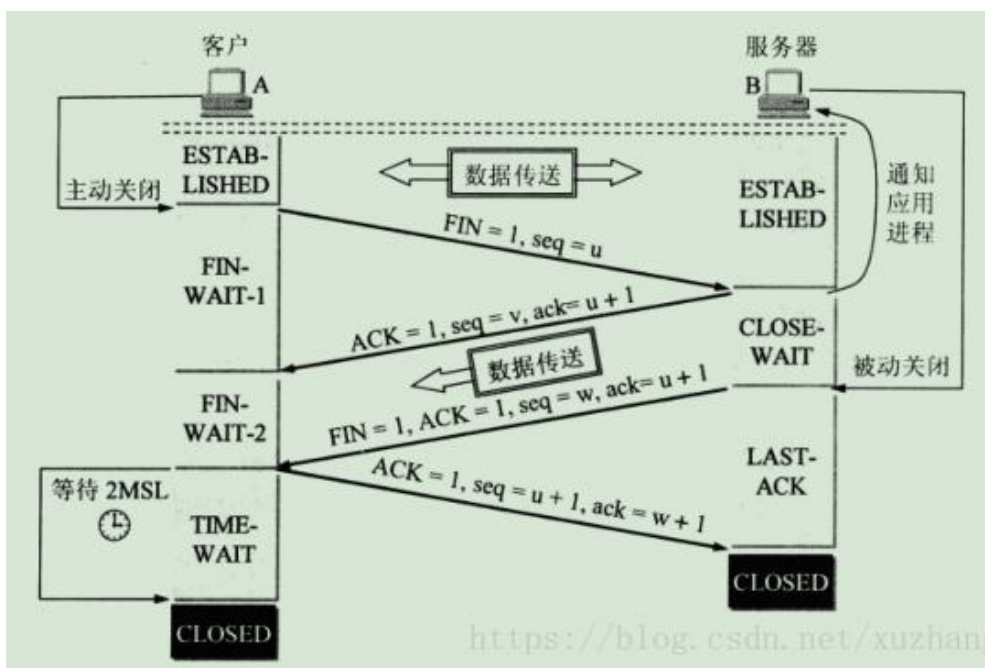 客户
服务器
A
B
ESTAB-
LISHED
数据传送
ESTAB-
LISHED
通知
应用
进程
主动关闭
FIN = 1, seq = u
FIN-
WAIT-1
ACK = 1, seq = v, ack= u + 1
CLOSE-
WAIT
数据传送
被动关闭
FIN = 1, ACK = 1, seq = w, ack= u + 1
FIN-
WAIT-2
ACK = 1, seq = u + 1, ack = w + 1
LAST-
ACK
等待 2MSL
TIME-
WAIT
CLOSED
CLOSED
https://blog.csdn.net/xuzhang